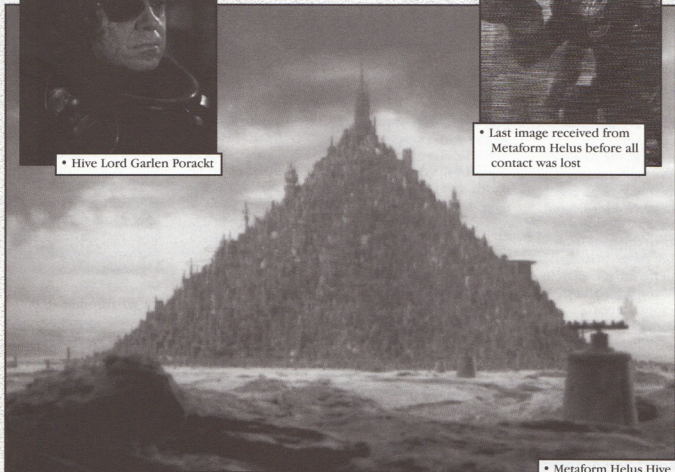 • Hive Lord Garlen Porackt
• Last image received from
Metaform Helus before all
contact was lost
• Metaform Helus Hive